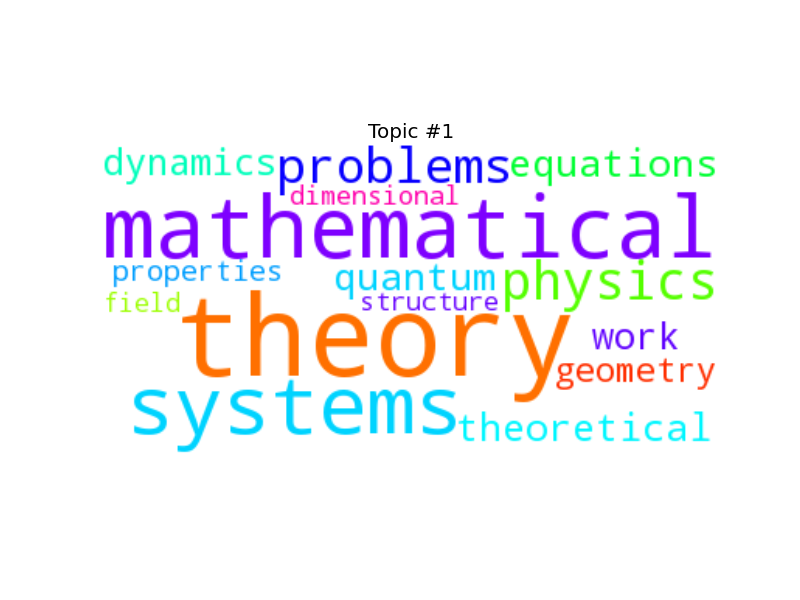 Topic #1
dynamics problems equations
dimensional
mathematical
properties quantum physics
field structure
theory work
geometry
systems theoretical